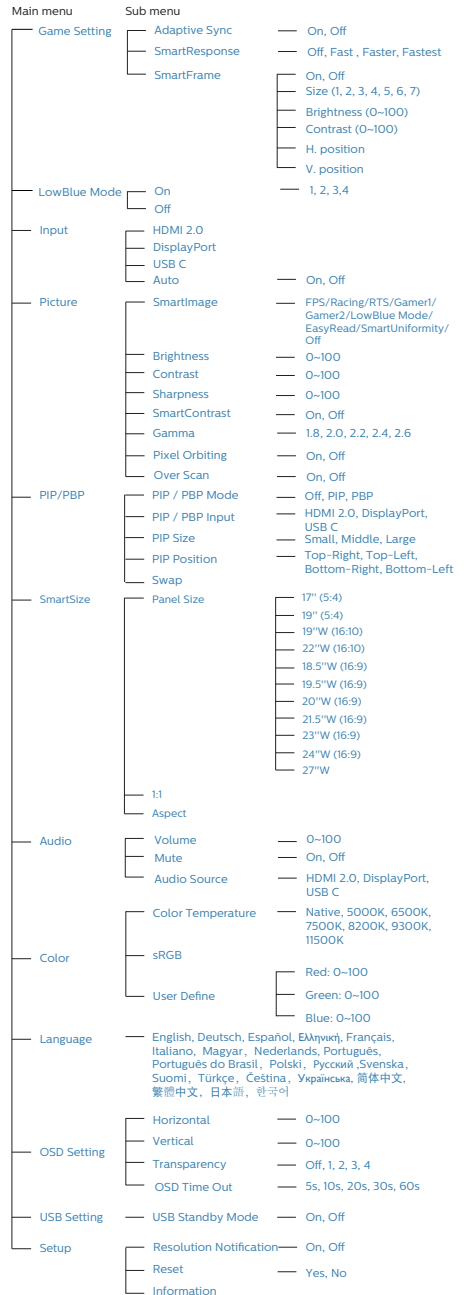 Main menu Sub menu
Game Setting Adaptive Sync On, Off
SmartResponse Off, Fast , Faster, Fastest
SmartFrame On, Off
Size (1, 2, 3, 4, 5, 6, 7)
Brightness (0~100)
Contrast (0~100)
H. position
V. position
LowBlue Mode On 1, 2, 3,4
Off
Input HDMI 2.0
DisplayPort
USB C
Auto On, Off
Picture SmartImage FPS/Racing/RTS/Gamer1/
Gamer2/LowBlue Mode/
EasyRead/SmartUniformity/
Off
Brightness 0~100
Contrast 0~100
Sharpness 0~100
SmartContrast On, Off
Gamma 1.8, 2.0, 2.2, 2.4, 2.6
Pixel Orbiting On, Off
Over Scan On, Off
PIP/PBP PIP / PBP Mode Off, PIP, PBP
PIP / PBP Input HDMI 2.0, DisplayPort,
USB C
PIP Size Small, Middle, Large
PIP Position Top-Right, Top-Left,
Bottom-Right, Bottom-Left
Swap
SmartSize Panel Size 17" (5:4)
19" (5:4)
19"W (16:10)
22"W (16:10)
18.5"W (16:9)
19.5"W (16:9)
20"W (16:9)
21.5"W (16:9)
23"W (16:9)
24"W (16:9)
27"W
1:1
Aspect
Audio Volume 0~100
Mute On, Off
Audio Source HDMI 2.0, DisplayPort,
USB C
Color Color Temperature Native, 5000K, 6500K,
7500K, 8200K, 9300K,
11500K
sRGB
User Define Red: 0~100
Green: 0~100
Blue: 0~100
Language English, Deutsch, Español, Ελληνική, Français,
Italiano, Magyar, Nederlands, Português,
Português do Brasil, Polski, Русский ,Svenska,
Suomi, Türkçe, Čeština, Українська, 简体中文,
繁體中文, 日本語, 한국어
OSD Setting Horizontal 0~100
Vertical 0~100
Transparency Off, 1, 2, 3, 4
OSD Time Out 5s, 10s, 20s, 30s, 60s
USB Setting USB Standby Mode On, Off
Setup Resolution Notification On, Off
Reset Yes, No
Information